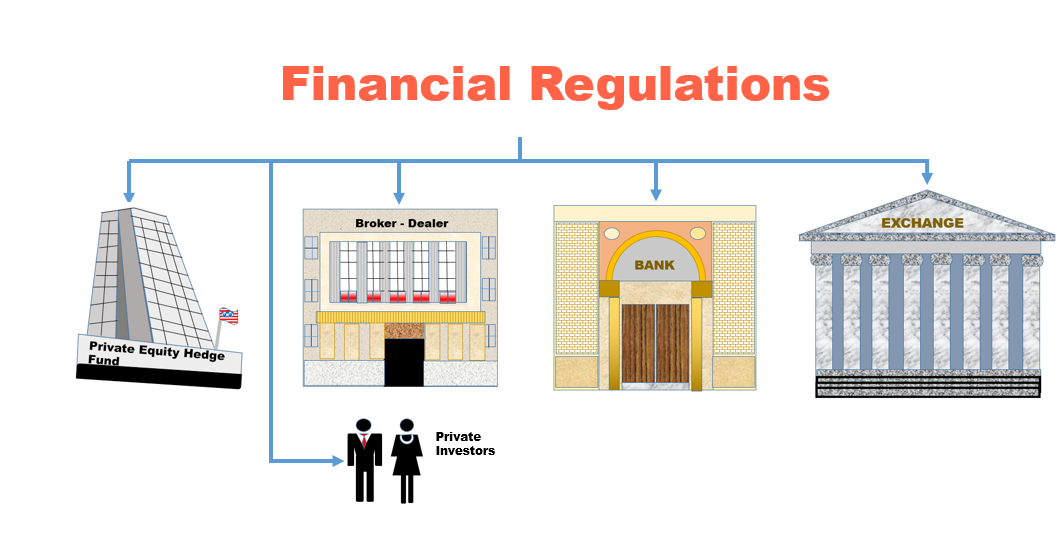 Financial Regulations
Broker - Dealer
EXCHANGE
BANK
Private Equity Hedge
Fund
Private
Investors